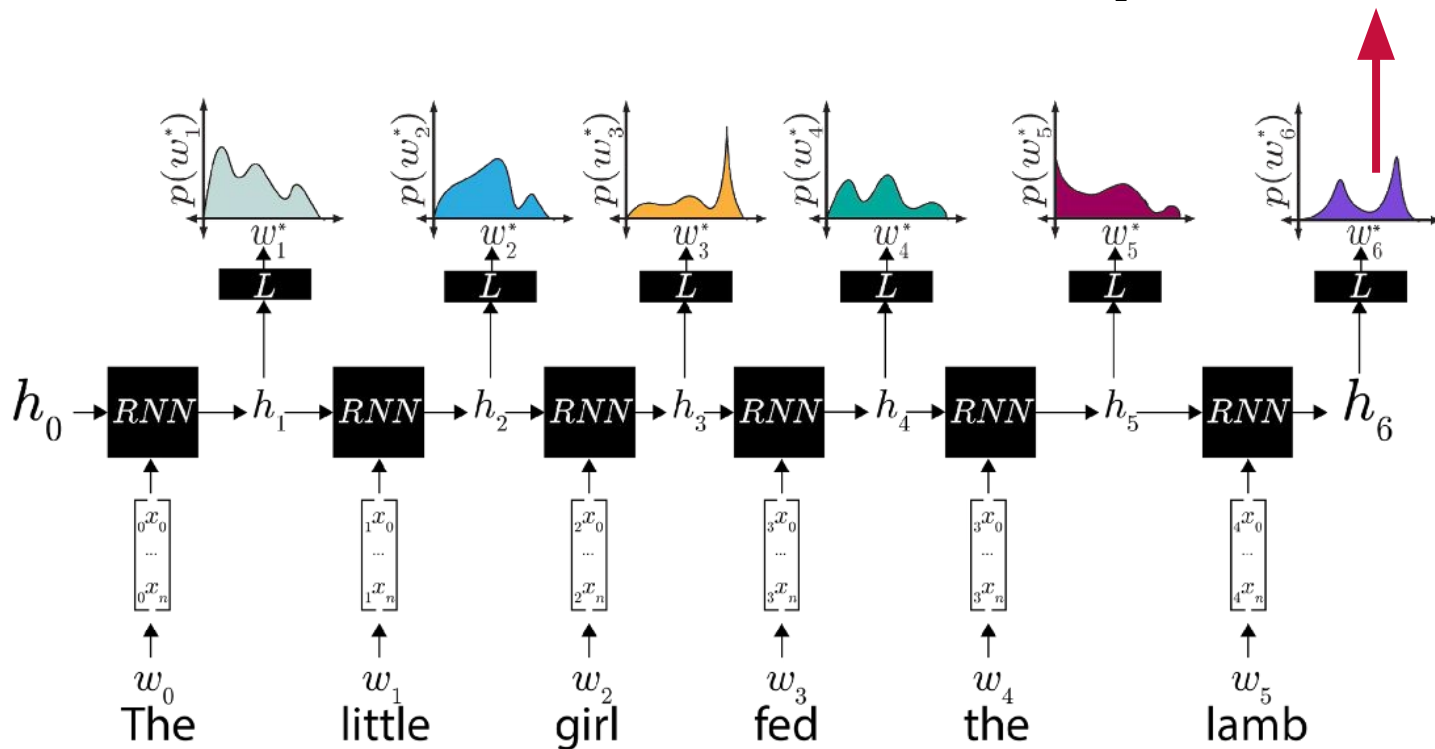 p(w*1) p(w*2) p(w*3) p(w*4) p(w*5) p(w*6)
w*1 w*2 w*3 w*4 w*5 w*6
L L L L L L
h0 RNN h1 RNN h2 RNN h3 RNN h4 RNN h5 RNN h6
0x0 1x0 2x0 3x0 3x0 4x0
... ... ... ... ... ...
0xn 1xn 2xn 3xn 3xn 4xn
w0 w1 w2 w3 w4 w5
The little girl fed the lamb